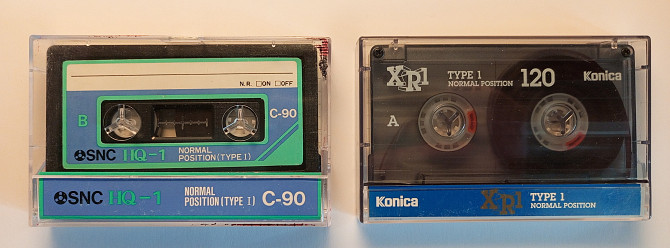 N.R. ☐ON ☐OFF
B
C-90
SNC HQ-1 NORMAL POSITION (TYPE I)
SNC HQ-1 NORMAL POSITION (TYPE I) C-90
XR1 TYPE 1 NORMAL POSITION 120 Konica
A
Konica XR1 TYPE 1 NORMAL POSITION